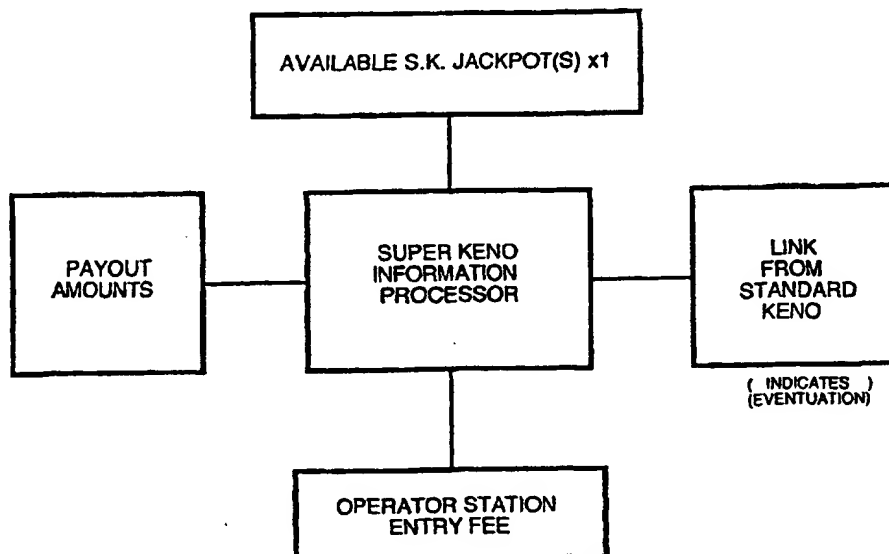 AVAILABLE S.K. JACKPOT(S) x1
PAYOUT
AMOUNTS
SUPER KENO
INFORMATION
PROCESSOR
LINK
FROM
STANDARD
KENO
( INDICATES )
(EVENTUATION)
OPERATOR STATION
ENTRY FEE